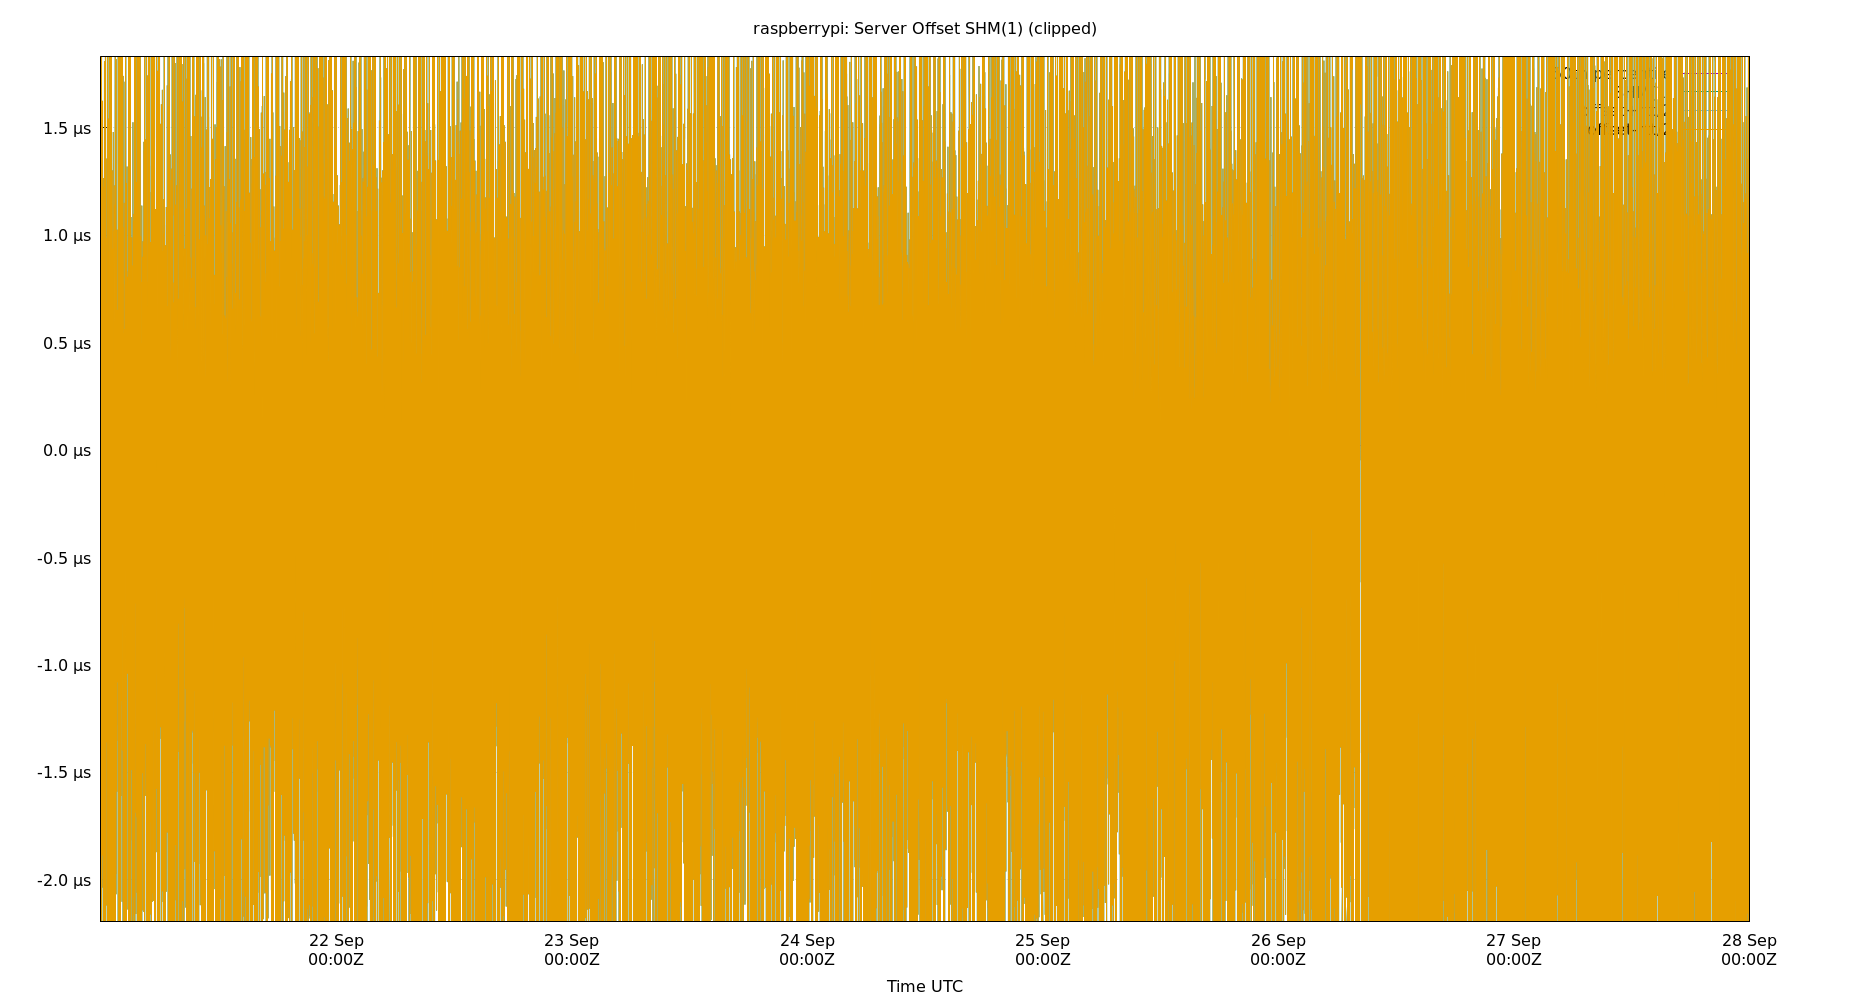 raspberrypi: Server Offset SHM(1) (clipped)
1.5 µs
1.0 µs
0.5 µs
0.0 µs
-0.5 µs
-1.0 µs
-1.5 µs
-2.0 µs
22 Sep
00:00Z
23 Sep
00:00Z
24 Sep
00:00Z
25 Sep
00:00Z
26 Sep
00:00Z
27 Sep
00:00Z
28 Sep
00:00Z
Time UTC